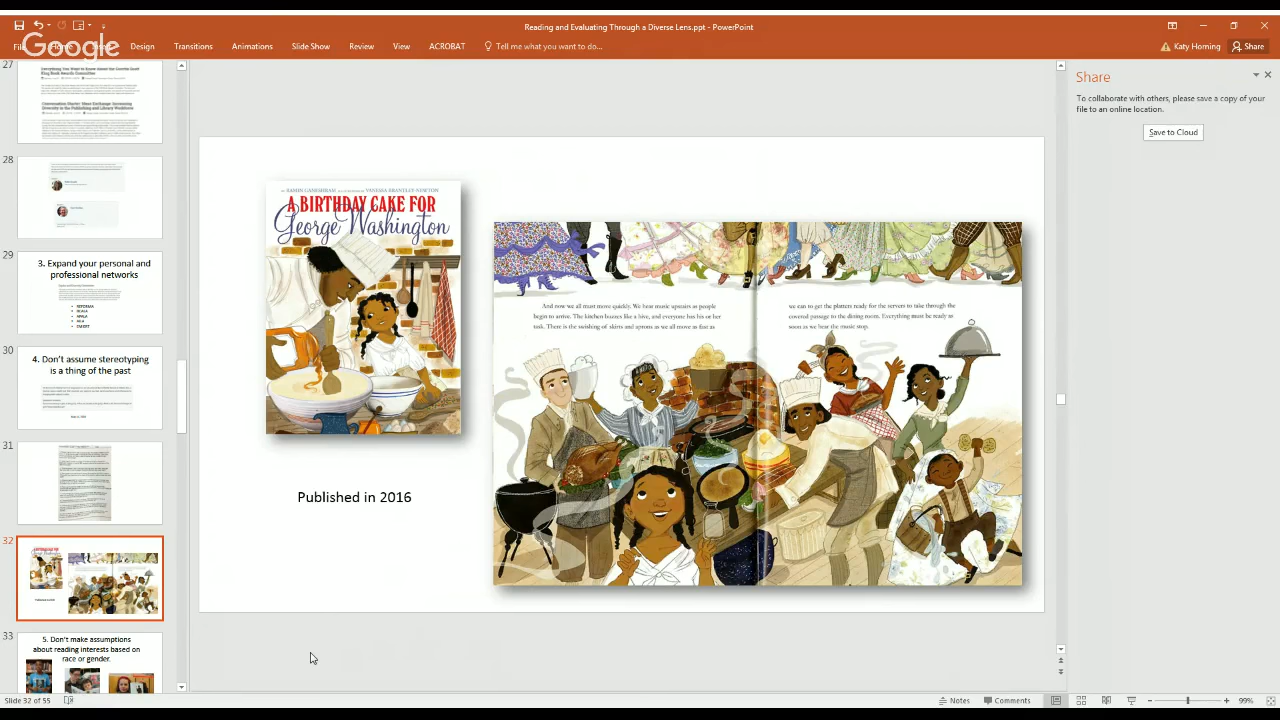 Reading and Evaluating Through a Diverse Lens.ppt - PowerPoint
Google
File Home Insert Design Transitions Animations Slide Show Review View ACROBAT Tell me what you want to do...
Katy Horning Share
27
28
29
3. Expand your personal and
professional networks
30
4. Don't assume stereotyping
is a thing of the past
31
32
33
5. Don't make assumptions
about reading interests based on
race or gender.
BY RAMIN GANESHRAM ILLUSTRATED BY VANESSA BRANTLEY-NEWTON
A BIRTHDAY CAKE FOR
George Washington
Published in 2016
And now we all must move quickly. We hear music upstairs as people
begin to arrive. The kitchen bustles like a hive, and everyone has his or her
task. There is the swishing of skirts and aprons as we all move as fast as
we can to get the platters ready for the servers to take through the
covered passage to the dining room. Everything must be ready as
soon as we hear the music stop.
Share
To collaborate with others, please save a copy of your
file to an online location.
Save to Cloud
Slide 32 of 55
Notes Comments
99%